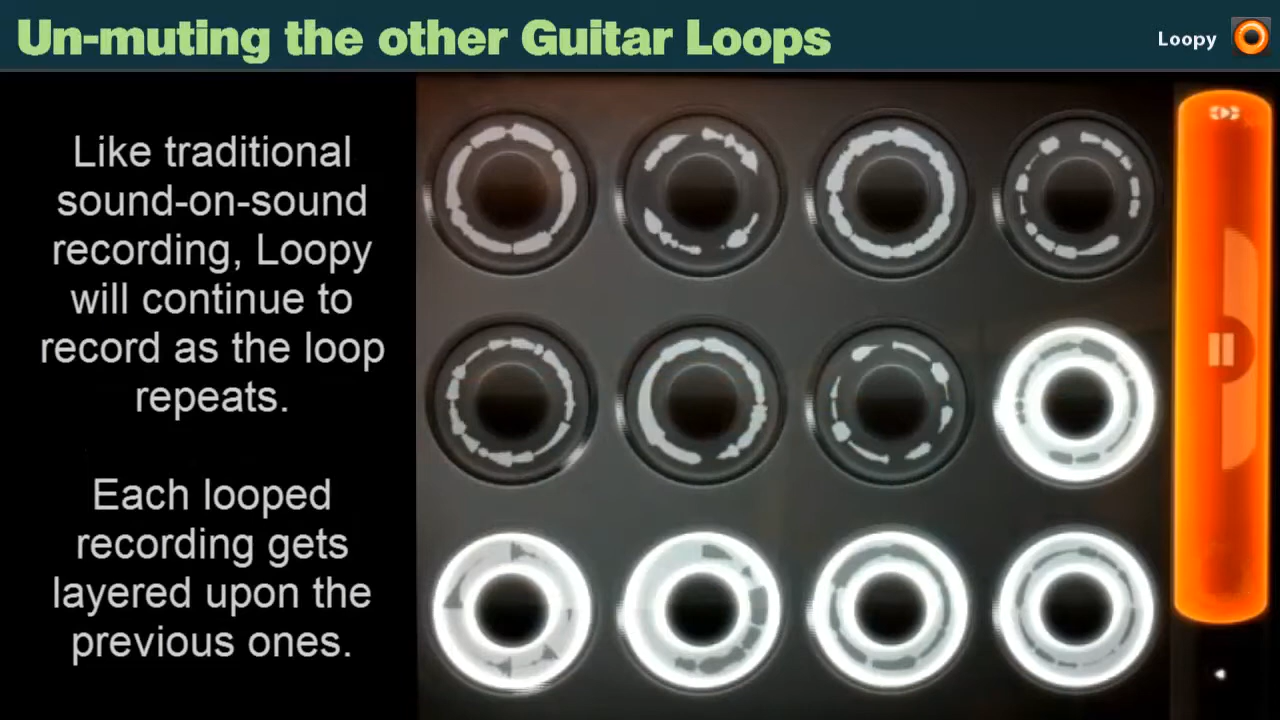 Un-muting the other Guitar Loops
Loopy
Like traditional
sound-on-sound
recording, Loopy
will continue to
record as the loop
repeats.
Each looped
recording gets
layered upon the
previous ones.